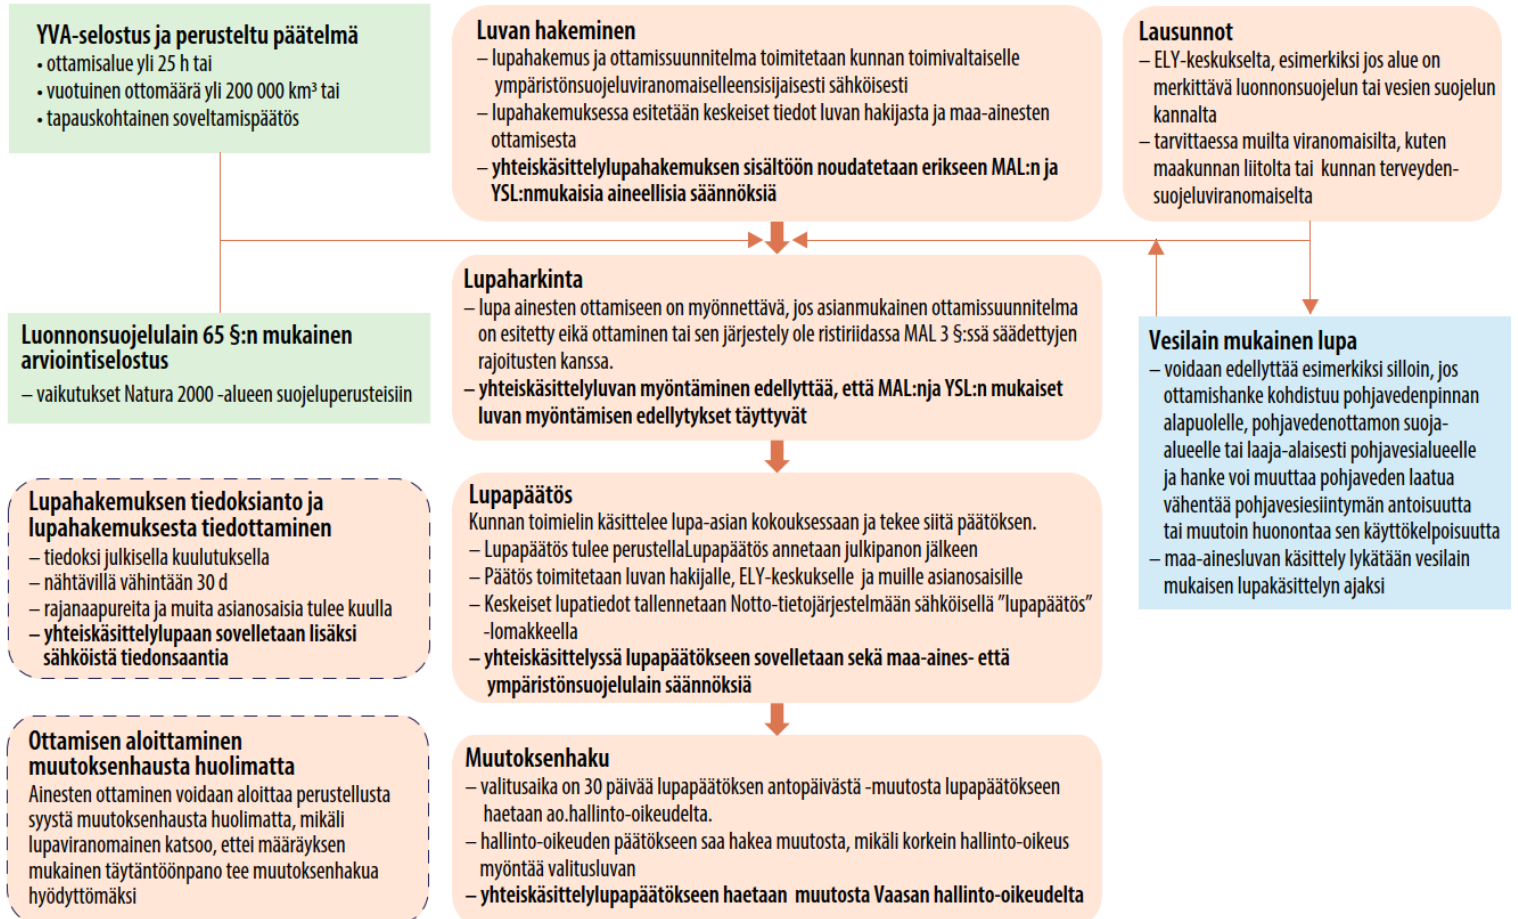 YVA-selostus ja perusteltu päätelmä
• ottamisalue yli 25 h tai
• vuotuinen ottomäärä yli 200 000 km³ tai
• tapauskohtainen soveltamispäätös
Luvan hakeminen
– lupahakemus ja ottamissuunnitelma toimitetaan kunnan toimivaltaiselle
ympäristönsuojeluviranomaiselleensisijaisesti sähköisesti
– lupahakemuksessa esitetään keskeiset tiedot luvan hakijasta ja maa-ainesten
ottamisesta
– yhteiskäsittelylupahakemuksen sisältöön noudatetaan erikseen MAL:n ja
YSL:nmukaisia aineellisia säännöksiä
Lausunnot
– ELY-keskukselta, esimerkiksi jos alue on
merkittävä luonnonsuojelun tai vesien suojelun
kannalta
– tarvittaessa muilta viranomaisilta, kuten
maakunnan liitolta tai kunnan terveyden-
suojeluviranomaiselta
Luonnonsuojelulain 65 §:n mukainen
arviointiselostus
– vaikutukset Natura 2000 -alueen suojeluperusteisiin
Lupaharkinta
– lupa ainesten ottamiseen on myönnettävä, jos asianmukainen ottamissuunnitelma
on esitetty eikä ottaminen tai sen järjestely ole ristiriidassa MAL 3 §:ssä säädettyjen
rajoitusten kanssa.
– yhteiskäsittelyluvan myöntäminen edellyttää, että MAL:nja YSL:n mukaiset
luvan myöntämisen edellytykset täyttyvät
Vesilain mukainen lupa
– voidaan edellyttää esimerkiksi silloin, jos
ottamishanke kohdistuu pohjavedenpinnan
alapuolelle, pohjavedenottamon suoja-
alueelle tai laaja-alaisesti pohjavesialueelle
ja hanke voi muuttaa pohjaveden laatua
vähentää pohjavesiesiintymän antoisuutta
tai muutoin huonontaa sen käyttökelpoisuutta
– maa-ainesluvan käsittely lykätään vesilain
mukaisen lupakäsittelyn ajaksi
Lupahakemuksen tiedoksianto ja
lupahakemuksesta tiedottaminen
– tiedoksi julkisella kuulutuksella
– nähtävillä vähintään 30 d
– rajanaapureita ja muita asianosaisia tulee kuulla
– yhteiskäsittelylupaan sovelletaan lisäksi
sähköistä tiedonsaantia
Lupapäätös
Kunnan toimielin käsittelee lupa-asian kokouksessaan ja tekee siitä päätöksen.
– Lupapäätös tulee perustellaLupapäätös annetaan julkipanon jälkeen
– Päätös toimitetaan luvan hakijalle, ELY-keskukselle ja muille asianosaisille
– Keskeiset lupatiedot tallennetaan Notto-tietojärjestelmään sähköisellä ”lupapäätös”
-lomakkeella
– yhteiskäsittelyssä lupapäätökseen sovelletaan sekä maa-aines- että
ympäristönsuojelulain säännöksiä
Ottamisen aloittaminen
muutoksenhausta huolimatta
Ainesten ottaminen voidaan aloittaa perustellusta
syystä muutoksenhausta huolimatta, mikäli
lupaviranomainen katsoo, ettei määräyksen
mukainen täytäntöönpano tee muutoksenhakua
hyödyttömäksi
Muutoksenhaku
– valitusaika on 30 päivää lupapäätöksen antopäivästä -muutosta lupapäätökseen
haetaan ao.hallinto-oikeudelta.
– hallinto-oikeuden päätökseen saa hakea muutosta, mikäli korkein hallinto-oikeus
myöntää valitusluvan
– yhteiskäsittelylupapäätökseen haetaan muutosta Vaasan hallinto-oikeudelta